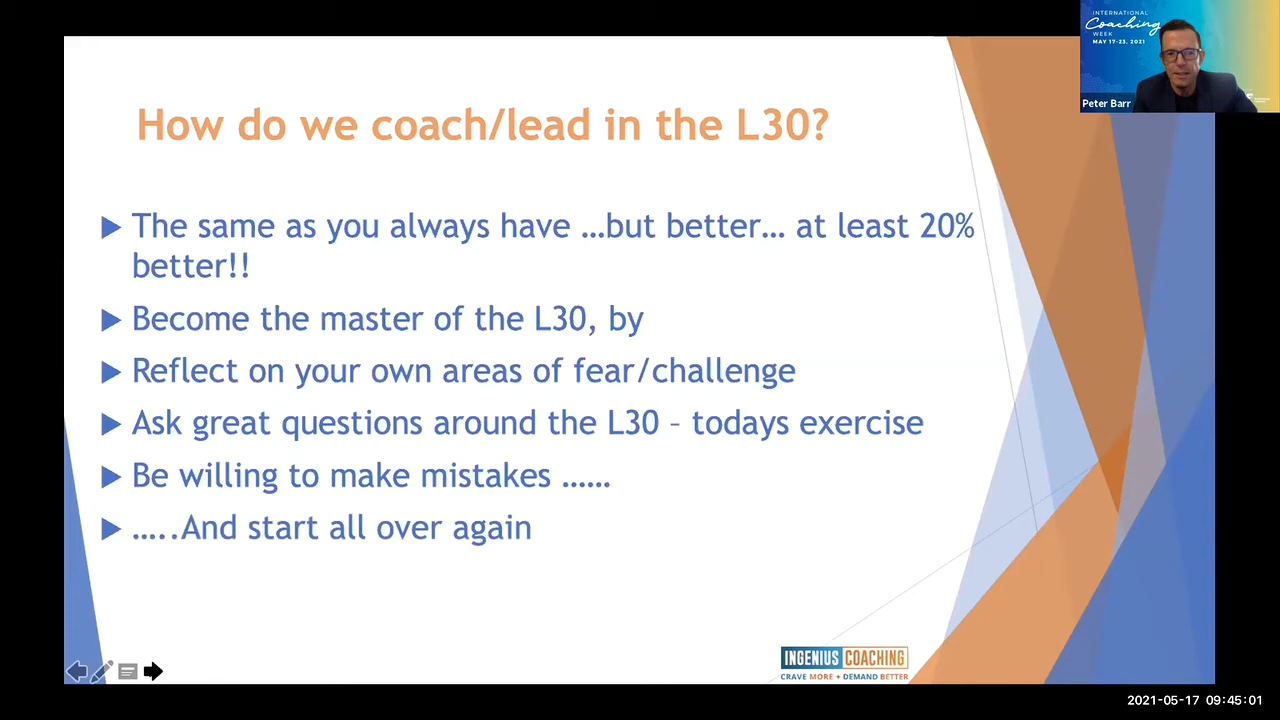 INTERNATIONAL
Coaching
WEEK
MAY 17-23, 2021
Peter Barr
How do we coach/lead in the L30?
The same as you always have …but better… at least 20%
better!!
Become the master of the L30, by
Reflect on your own areas of fear/challenge
Ask great questions around the L30 – todays exercise
Be willing to make mistakes ……
…..And start all over again
INGENIUS COACHING
CRAVE MORE + DEMAND BETTER
2021-05-17 09:45:01